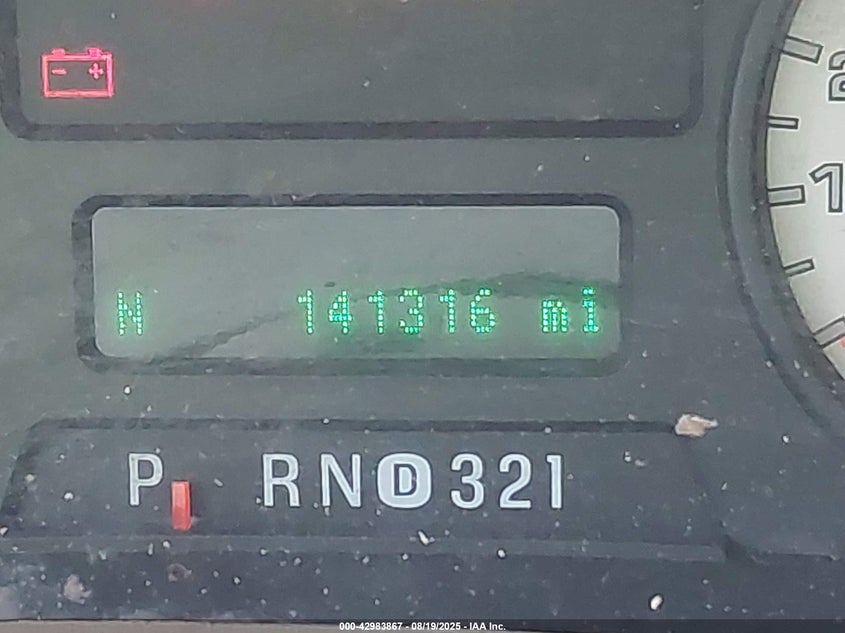 2
1
N 141316 mi
P RND321
000-42983867 - 08/19/2025 - IAA Inc.